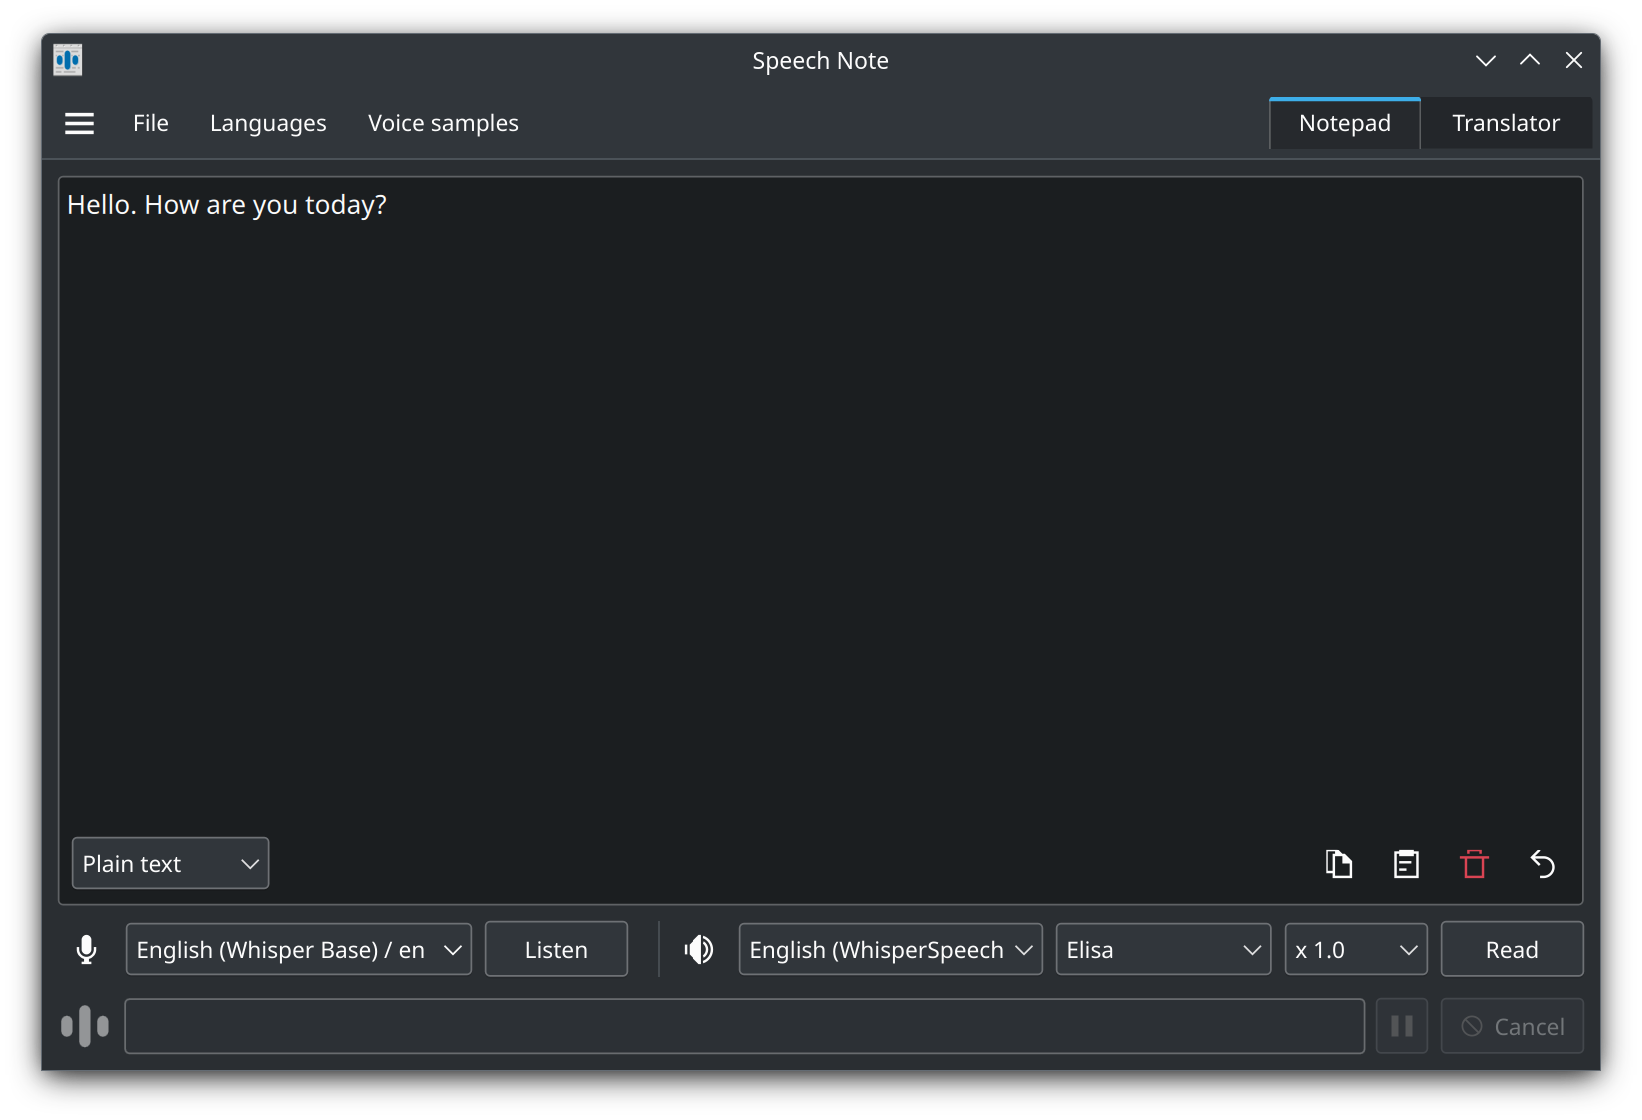 Speech Note
File Languages Voice samples Notepad Translator
Hello. How are you today?
Plain text
English (Whisper Base) / en Listen English (WhisperSpeech Elisa x 1.0 Read
Cancel